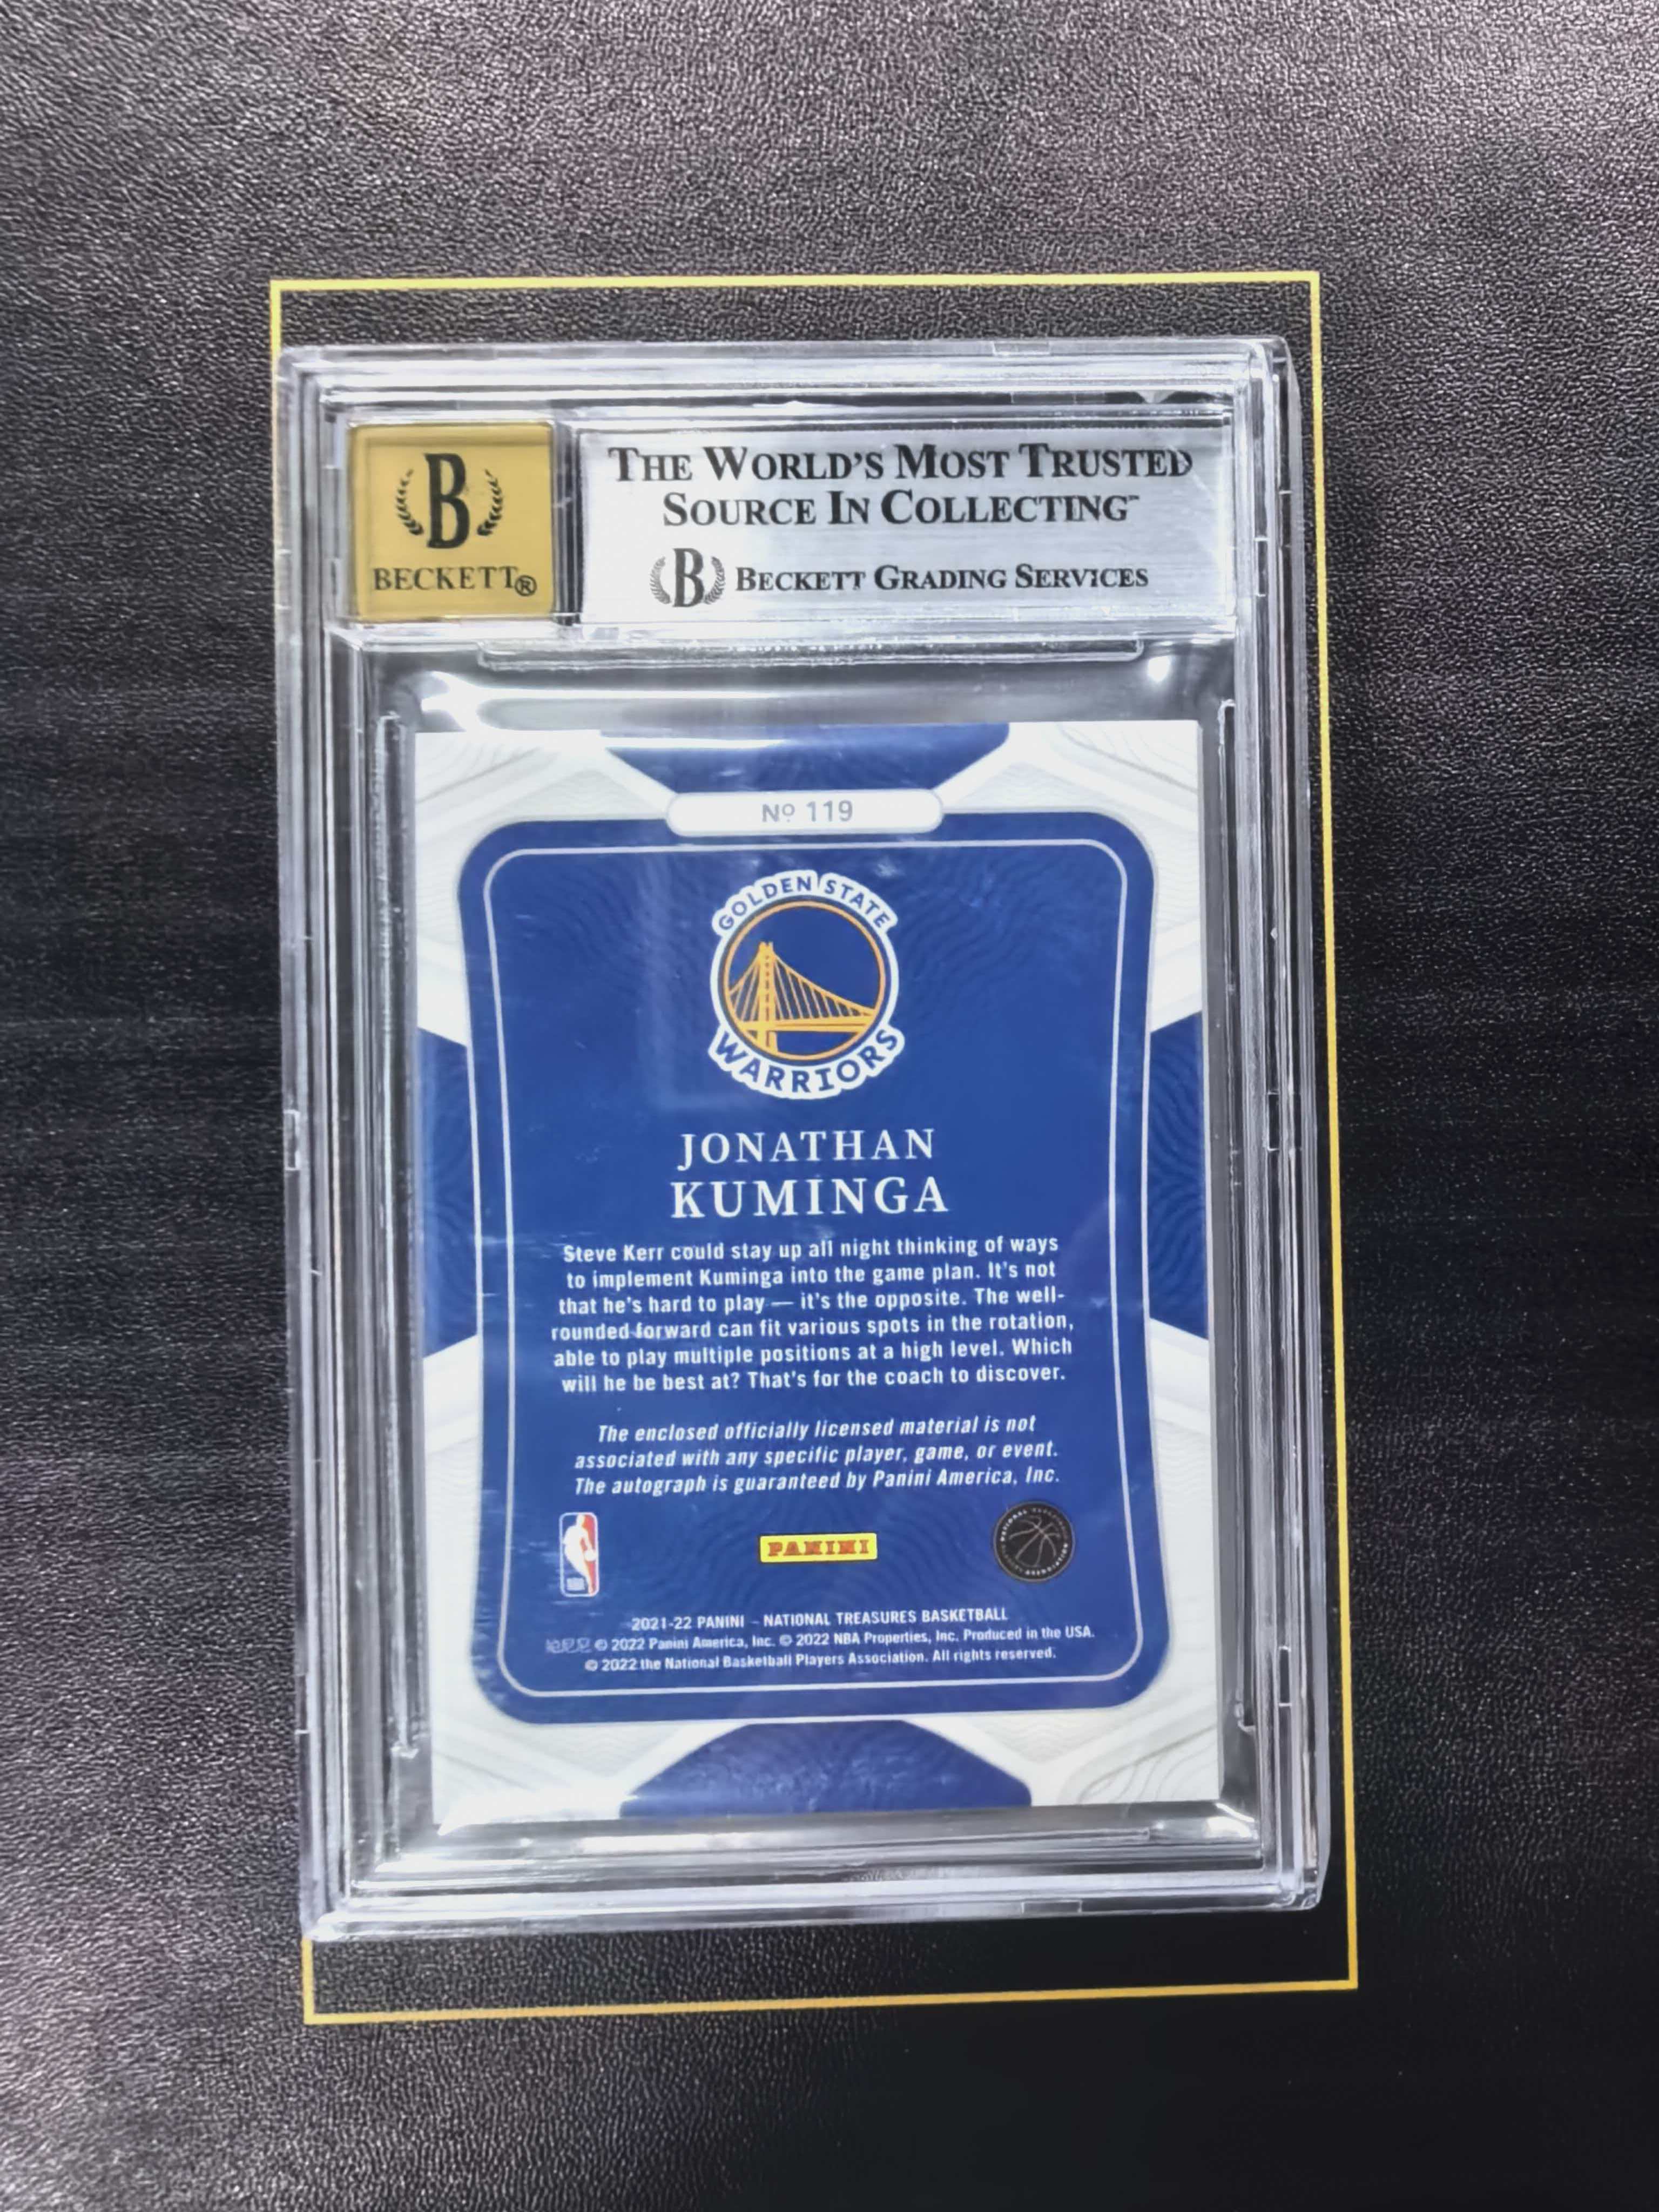 B
BECKETT®
THE WORLD'S MOST TRUSTED
SOURCE IN COLLECTING™
B BECKETT GRADING SERVICES
Nº 119
GOLDEN STATE
WARRIORS
JONATHAN
KUMINGA
Steve Kerr could stay up all night thinking of ways
to implement Kuminga into the game plan. It's not
that he's hard to play — it's the opposite. The well-
rounded forward can fit various spots in the rotation,
able to play multiple positions at a high level. Which
will he be best at? That's for the coach to discover.
The enclosed officially licensed material is not
associated with any specific player, game, or event.
The autograph is guaranteed by Panini America, Inc.
PANINI
2021-22 PANINI – NATIONAL TREASURES BASKETBALL
© 2022 Panini America, Inc. © 2022 NBA Properties, Inc. Produced in the USA.
© 2022 the National Basketball Players Association. All rights reserved.